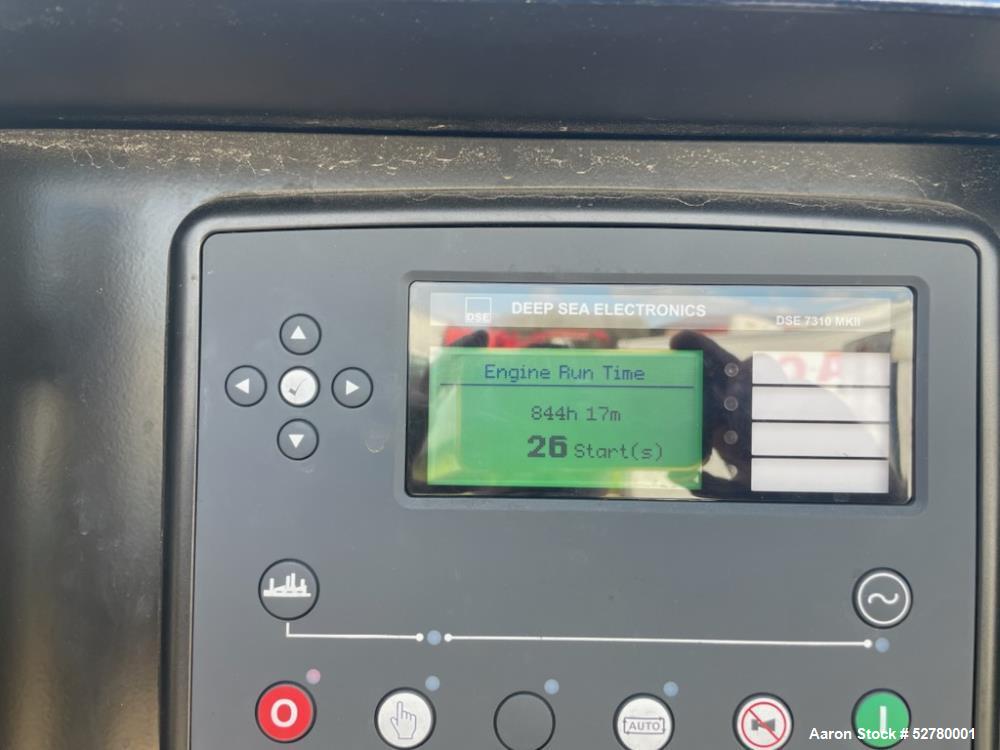 DSE
DEEP SEA ELECTRONICS
DSE 7310 MKII
Engine Run Time
844h 17m
26 Start(s)
O
AUTO
I
Aaron Stock # 52780001